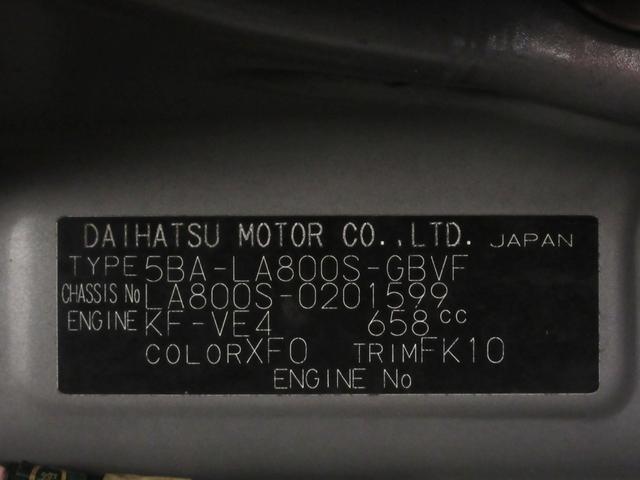 DAIHATSU MOTOR CO.,LTD. JAPAN
TYPE 5BA-LA800S-GBVF
CHASSIS No LA800S-0201599
ENGINE KF-VE4 658cc
COLOR XF0 TRIM FK10
ENGINE No